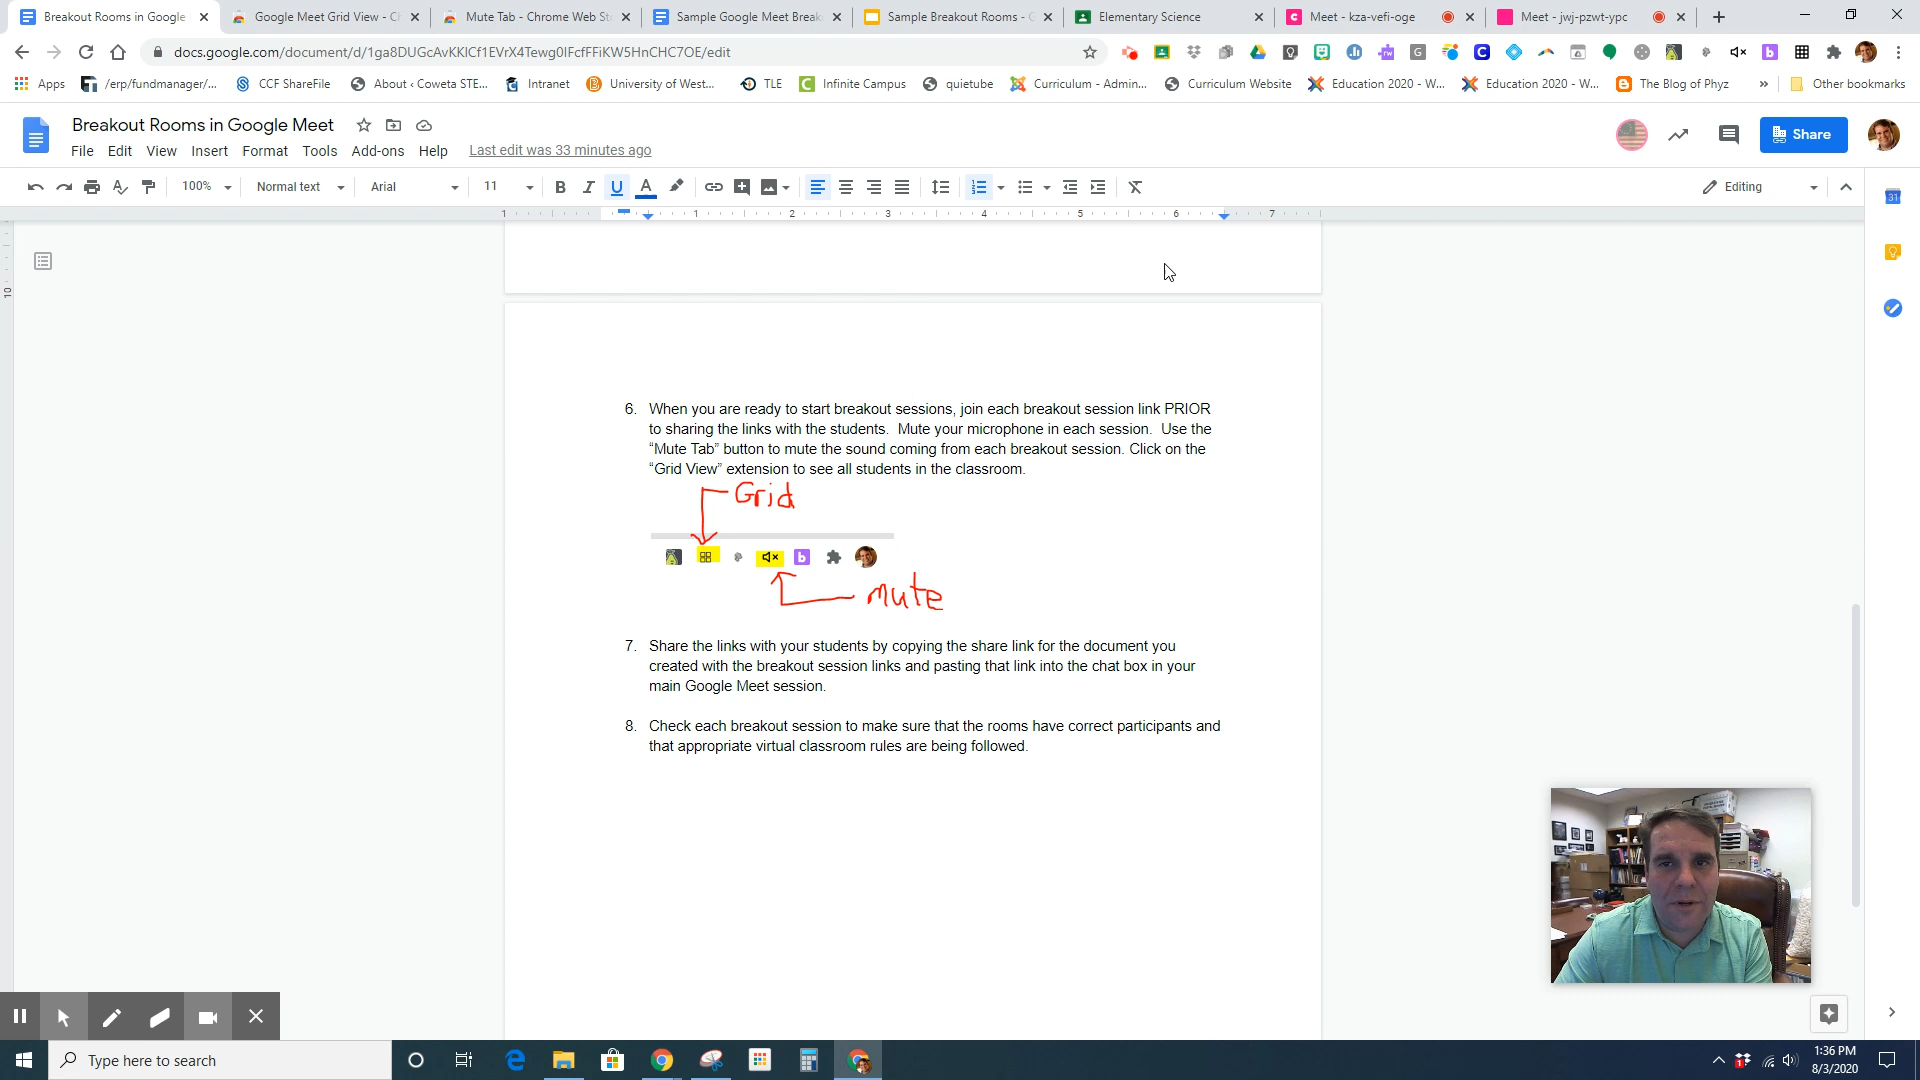 Breakout Rooms in Google
Google Meet Grid View - C
Mute Tab - Chrome Web St
Sample Google Meet Break
Sample Breakout Rooms - G
Elementary Science
Meet - kza-vefi-oge
Meet - jwj-pzwt-ypc
docs.google.com/document/d/1ga8DUGcAvKKICf1EVrX4Tewg0lFcfFFiKW5HnCHC7OE/edit
Apps
/erp/fundmanager/...
CCF ShareFile
About ‹ Coweta STE...
Intranet
University of West...
TLE
Infinite Campus
quietube
Curriculum - Admin...
Curriculum Website
Education 2020 - W...
Education 2020 - W...
The Blog of Phyz
»
Other bookmarks
Breakout Rooms in Google Meet
Share
File Edit View Insert Format Tools Add-ons Help
Last edit was 33 minutes ago
100%
Normal text
Arial
11
B I U A
Editing
1 1 2 3 4 5 6 7
10
31
6. When you are ready to start breakout sessions, join each breakout session link PRIOR
to sharing the links with the students. Mute your microphone in each session. Use the
“Mute Tab” button to mute the sound coming from each breakout session. Click on the
“Grid View” extension to see all students in the classroom.
Grid
b
mute
7. Share the links with your students by copying the share link for the document you
created with the breakout session links and pasting that link into the chat box in your
main Google Meet session.
8. Check each breakout session to make sure that the rooms have correct participants and
that appropriate virtual classroom rules are being followed.
Type here to search
1:36 PM
8/3/2020